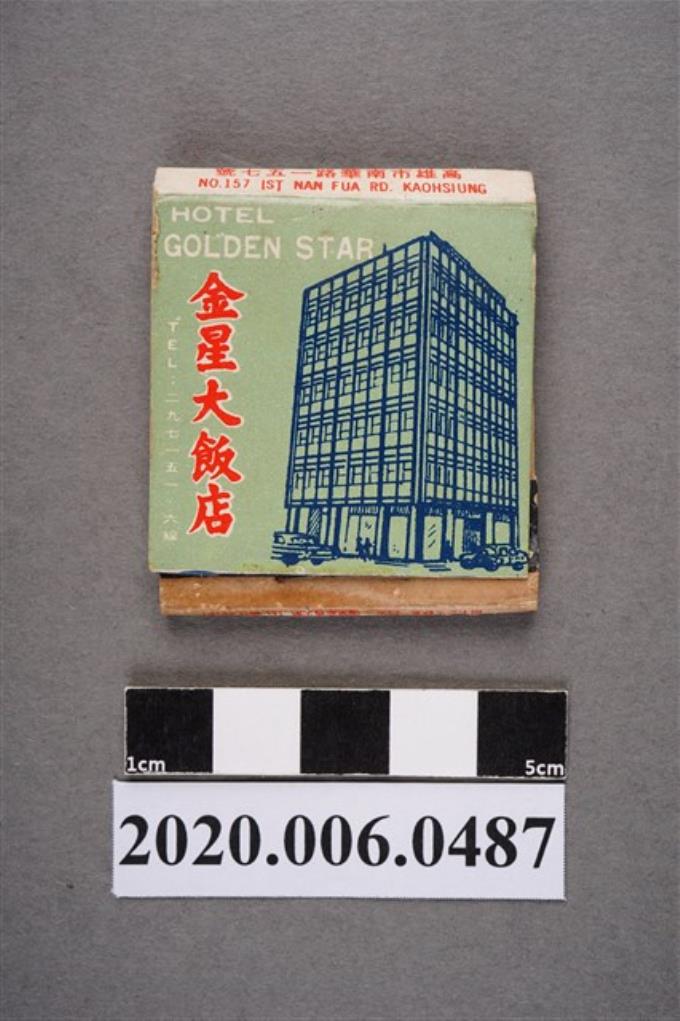 高雄市南華路一五七號
NO.157 IST NAN FUA RD. KAOHSIUNG
HOTEL
GOLDEN STAR
金星大飯店
TEL:二九七一五一˙六線
1cm
5cm
2020.006.0487